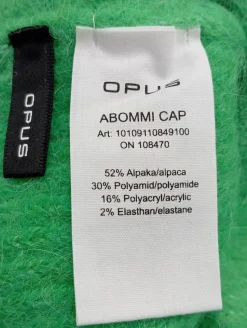 OPUS
OPUS
ABOMMI CAP
Art: 10109110849100
ON 108470
52% Alpaka/alpaca
30% Polyamid/polyamide
16% Polyacryl/acrylic
2% Elasthan/elastane